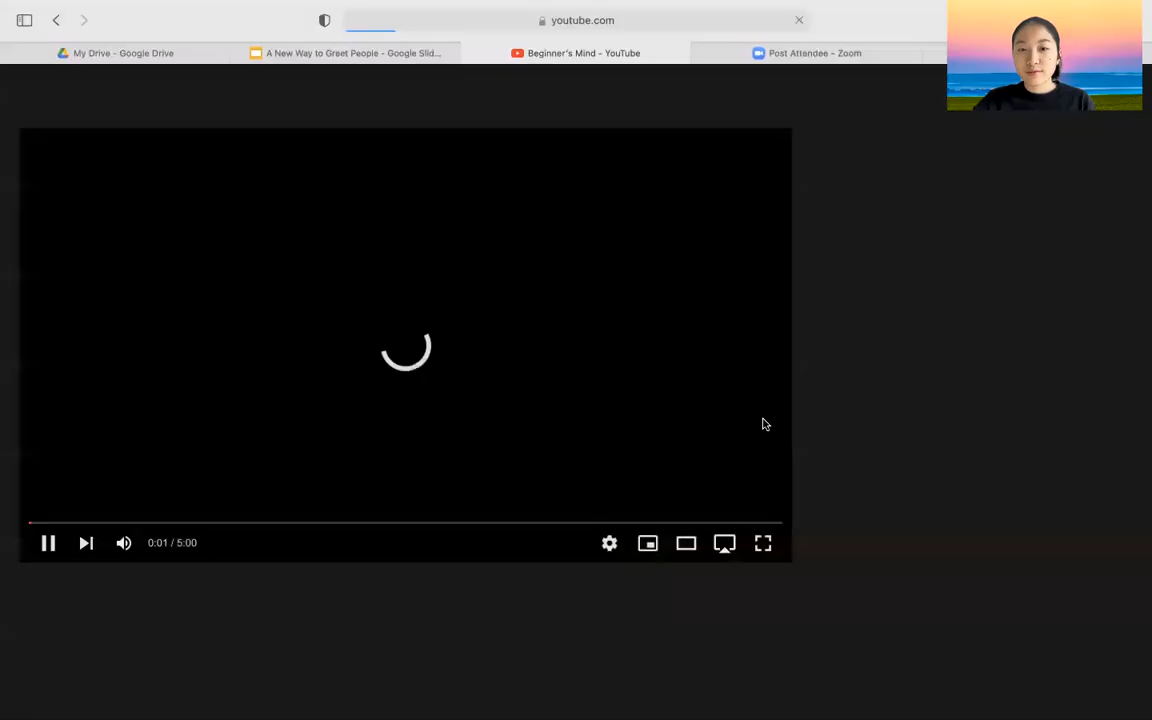 youtube.com
My Drive - Google Drive
A New Way to Greet People - Google Slid...
Beginner's Mind - YouTube
Post Attendee - Zoom
0:01 / 5:00